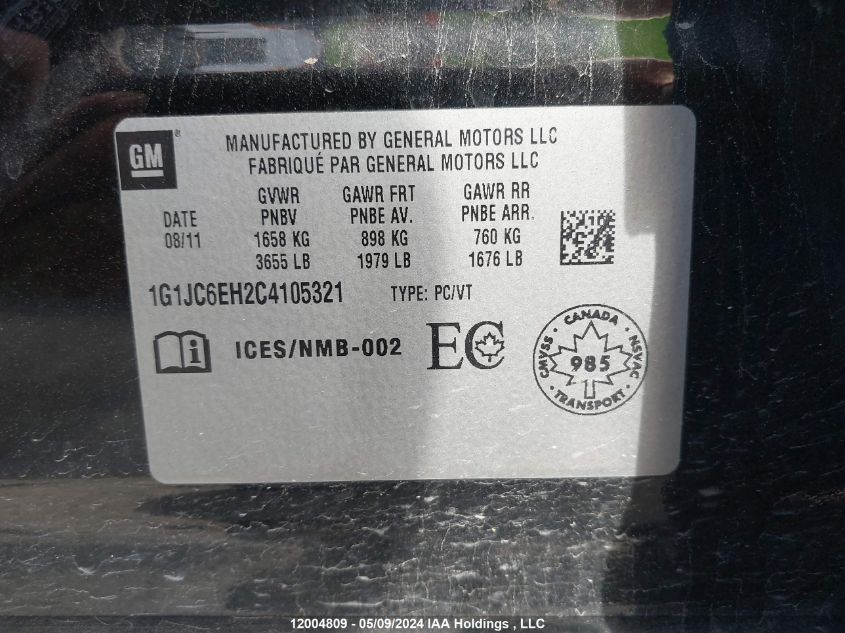 GM ®
MANUFACTURED BY GENERAL MOTORS LLC
FABRIQUÉ PAR GENERAL MOTORS LLC
GVWR GAWR FRT GAWR RR
DATE PNBV PNBE AV. PNBE ARR.
08/11 1658 KG 898 KG 760 KG
3655 LB 1979 LB 1676 LB
1G1JC6EH2C4105321 TYPE: PC/VT
i ICES/NMB-002 EC
CANADA
CMVSS 985 NSVAC
TRANSPORT
12004809 - 05/09/2024 IAA Holdings , LLC